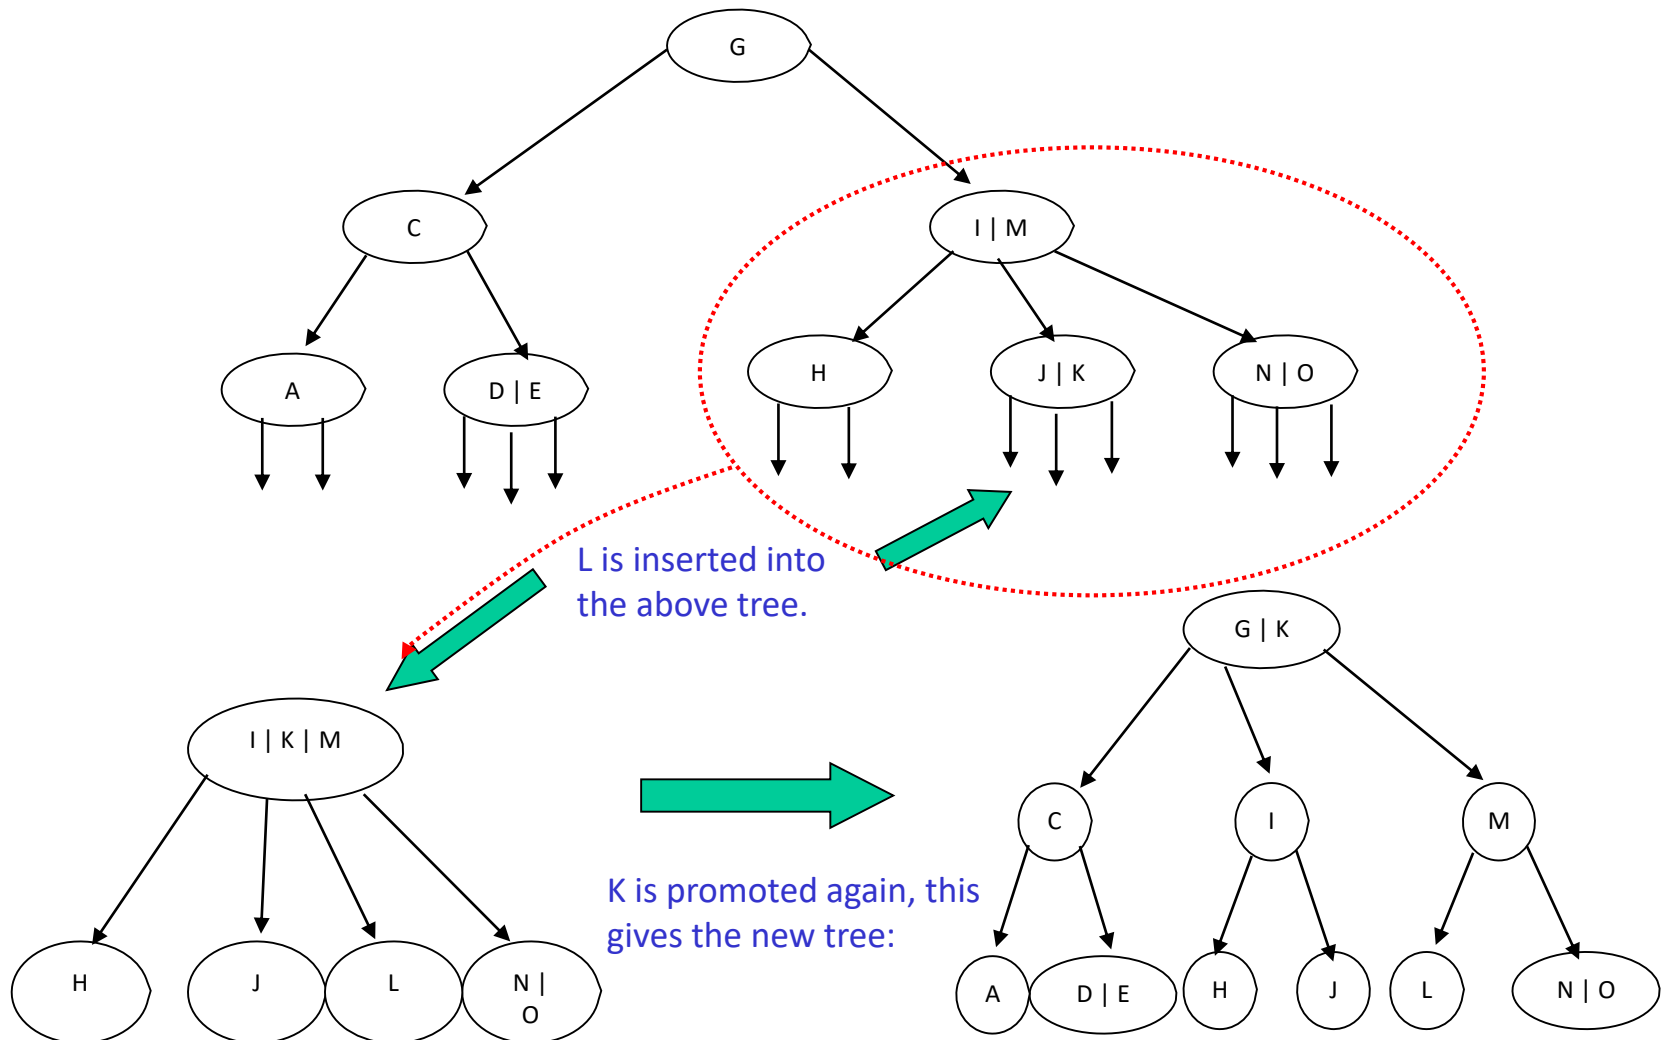 G
C
I | M
A
D | E
H
J | K
N | O
L is inserted into
the above tree.
I | K | M
H
J
L
N |
O
K is promoted again, this
gives the new tree:
G | K
C
I
M
A
D | E
H
J
L
N | O